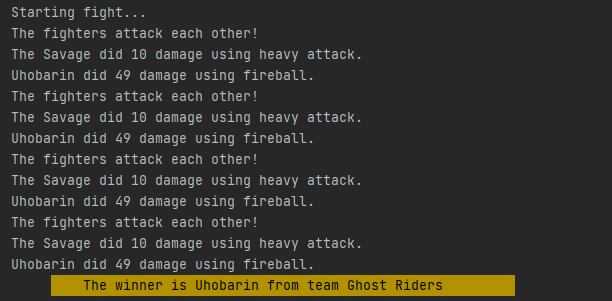 Starting fight...
The fighters attack each other!
The Savage did 10 damage using heavy attack.
Uhobarin did 49 damage using fireball.
The fighters attack each other!
The Savage did 10 damage using heavy attack.
Uhobarin did 49 damage using fireball.
The fighters attack each other!
The Savage did 10 damage using heavy attack.
Uhobarin did 49 damage using fireball.
The fighters attack each other!
The Savage did 10 damage using heavy attack.
Uhobarin did 49 damage using fireball.
The winner is Uhobarin from team Ghost Riders